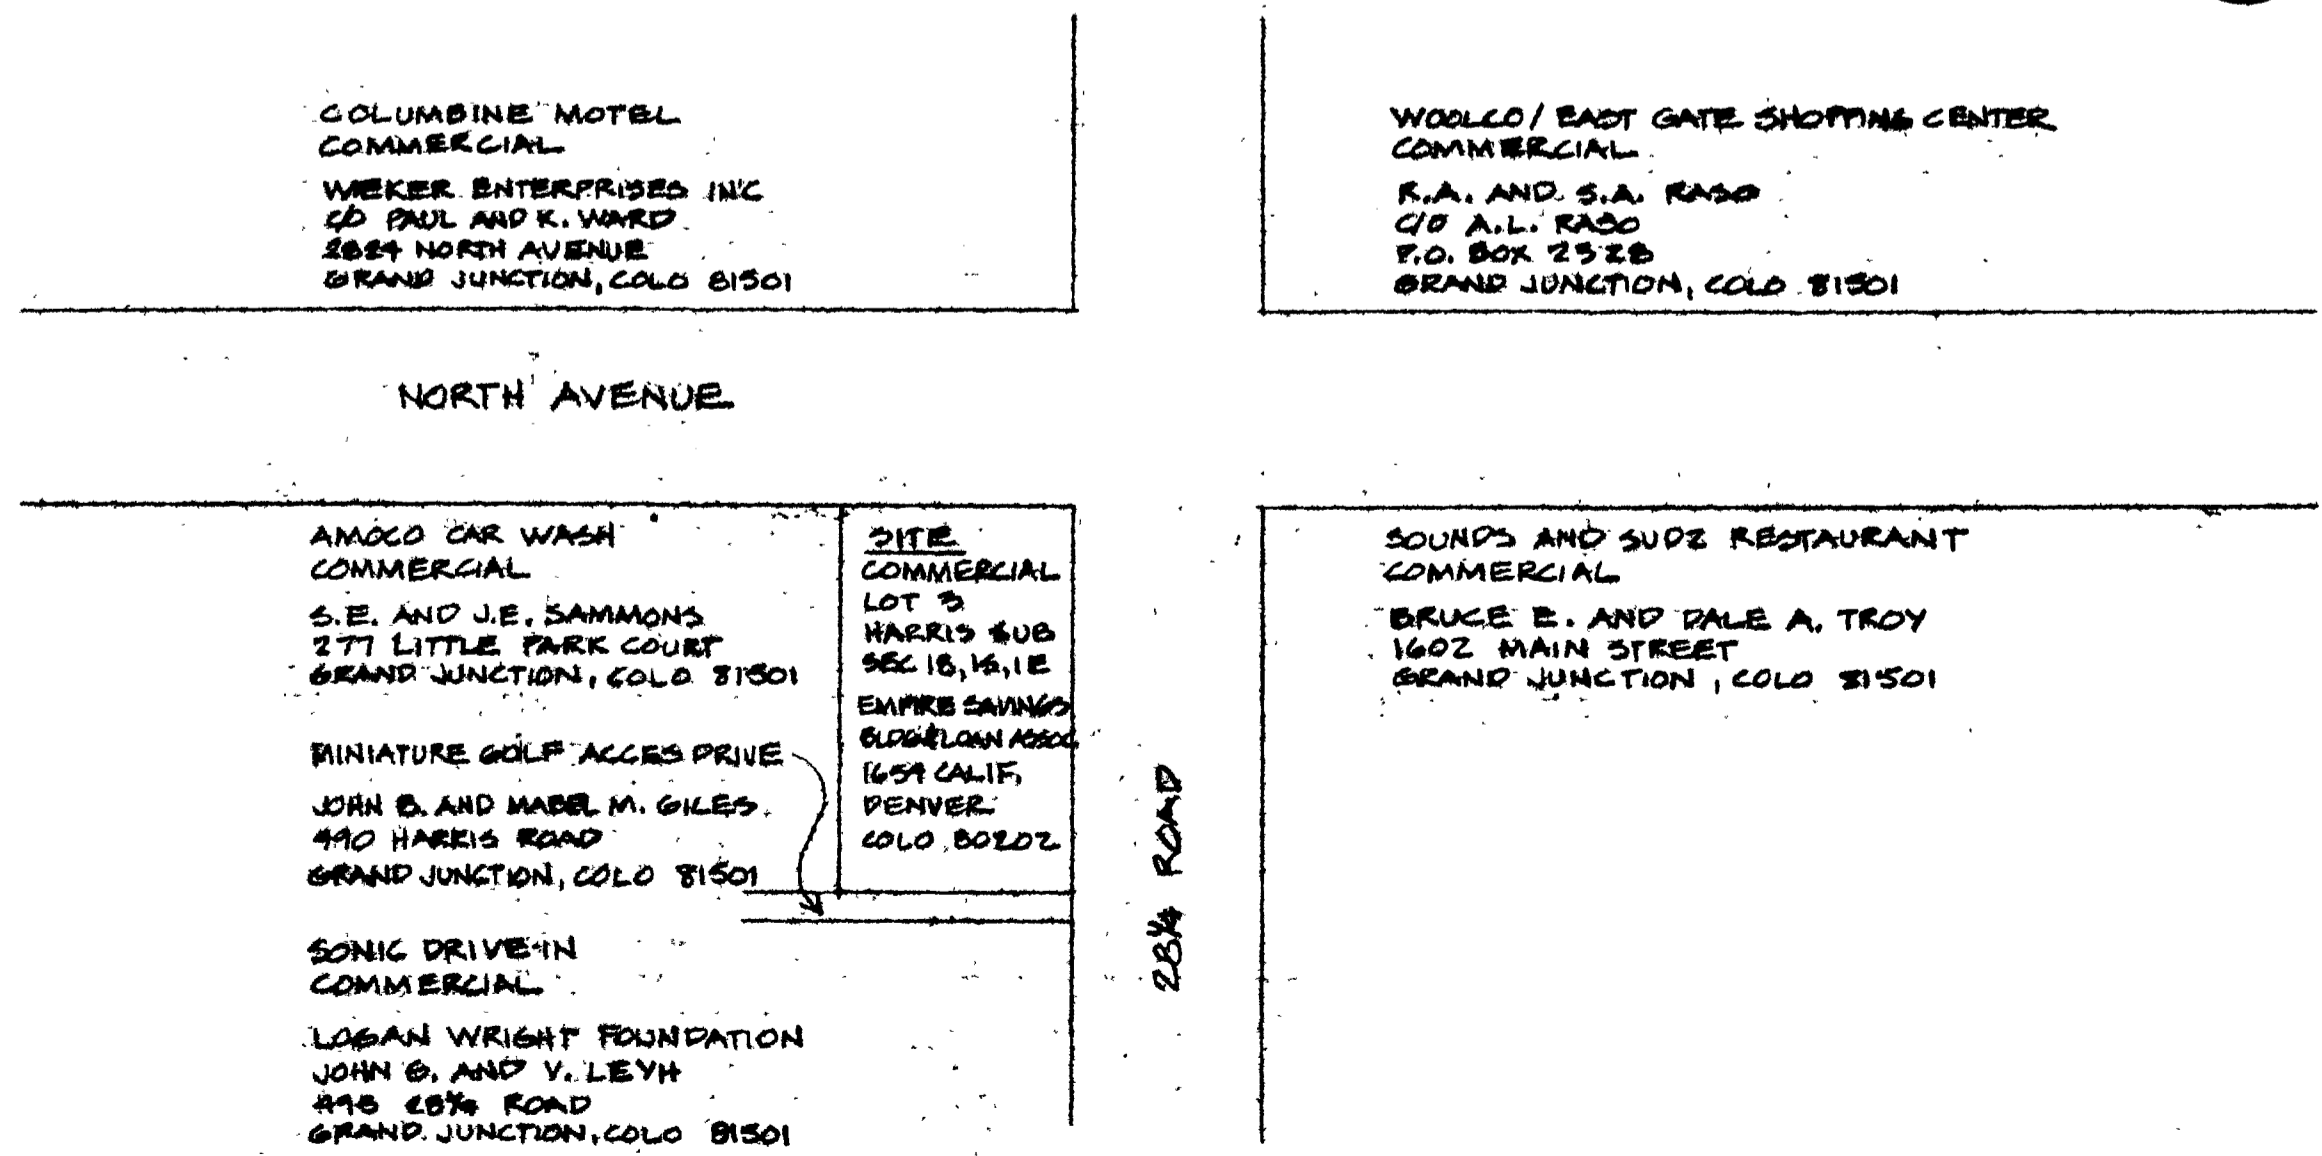 COLUMBINE MOTEL
COMMERCIAL
WIEKER ENTERPRISES INC
C/O PAUL AND K. WARD
2824 NORTH AVENUE
GRAND JUNCTION, COLO 81501
WOOLCO / EAST GATE SHOPPING CENTER
COMMERCIAL
R.A. AND S.A. RASO
C/O A.L. RASO
P.O. BOX 2328
GRAND JUNCTION, COLO 81501
NORTH AVENUE
AMOCO CAR WASH
COMMERCIAL
S.E. AND J.E. SAMMONS
277 LITTLE PARK COURT
GRAND JUNCTION, COLO 81501
MINIATURE GOLF ACCES DRIVE
JOHN B. AND MABEL M. GILES
490 HARRIS ROAD
GRAND JUNCTION, COLO 81501
SONIC DRIVE-IN
COMMERCIAL
LOGAN WRIGHT FOUNDATION
JOHN G. AND V. LEYH
498 28¼ ROAD
GRAND JUNCTION, COLO 81501
SITE
COMMERCIAL
LOT 3
HARRIS SUB
SEC 18, 1S, 1E
EMPIRE SAVINGS
BLDG & LOAN ASSOC.
1654 CALIF,
DENVER
COLO 80202
28¼ ROAD
SOUNDS AND SUDZ RESTAURANT
COMMERCIAL
BRUCE E. AND DALE A. TROY
1602 MAIN STREET
GRAND JUNCTION, COLO 81501